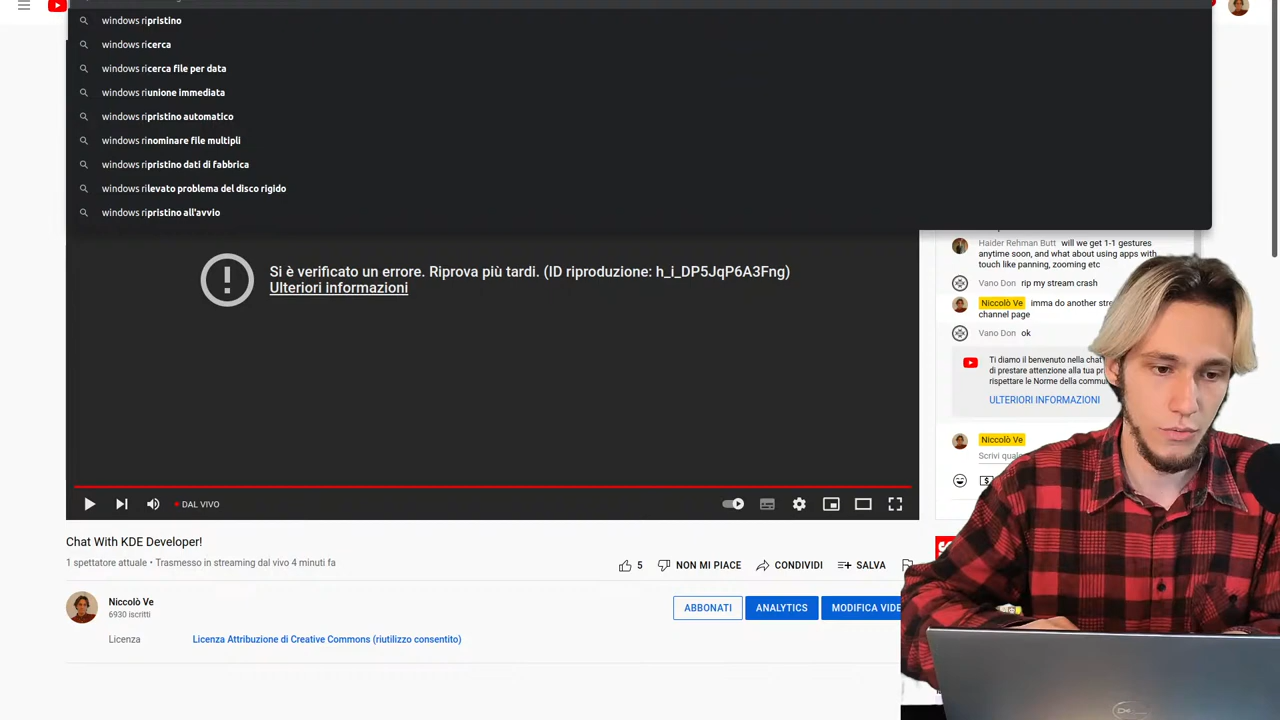 windows ripristino
windows ricerca
windows ricerca file per data
windows riunione immediata
windows ripristino automatico
windows rinominare file multipli
windows ripristino dati di fabbrica
windows rilevato problema del disco rigido
windows ripristino all'avvio
Si è verificato un errore. Riprova più tardi. (ID riproduzione: h_i_DP5JqP6A3Fng)
Ulteriori informazioni
Haider Rehman Butt will we get 1-1 gestures
anytime soon, and what about using apps with
touch like panning, zooming etc
Vano Don rip my stream crash
Niccolò Ve imma do another
channel page
Vano Don ok
Ti diamo il benvenuto nella chat
di prestare attenzione alla tua
rispettare le Norme della
ULTERIORI INFORMAZIONI
Niccolò Ve
Scrivi
DAL VIVO
Chat With KDE Developer!
1 spettatore attuale • Trasmesso in streaming dal vivo 4 minuti fa
5
NON MI PIACE
CONDIVIDI
SALVA
Niccolò Ve
6930 iscritti
ABBONATI
ANALYTICS
MODIFICA
Licenza
Licenza Attribuzione di Creative Commons (riutilizzo consentito)